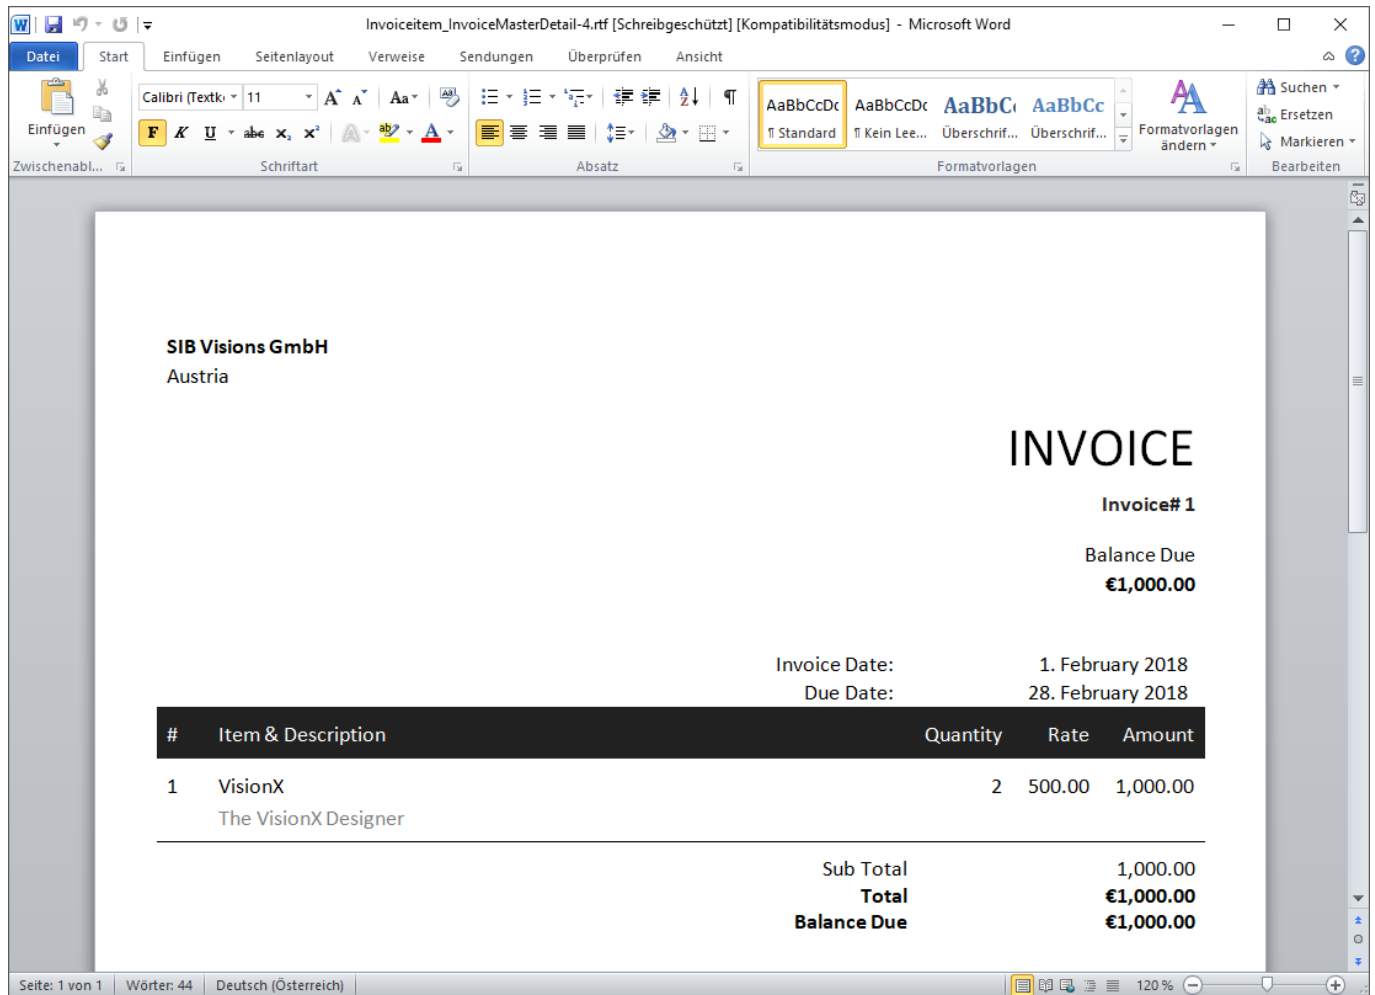 Invoiceitem_InvoiceMasterDetail-4.rtf [Schreibgeschützt] [Kompatibilitätsmodus] - Microsoft Word
Datei Start Einfügen Seitenlayout Verweise Sendungen Überprüfen Ansicht
Einfügen
Zwischenabl...
Calibri (Textk 11
F K U abc x₂ x²
Schriftart
Absatz
AaBbCcDc AaBbCcDc AaBbC AaBbCc
¶ Standard ¶ Kein Lee... Überschrif... Überschrif...
Formatvorlagen ändern
Formatvorlagen
Suchen
Ersetzen
Markieren
Bearbeiten
SIB Visions GmbH
Austria
INVOICE
Invoice# 1
Balance Due
€1,000.00
Invoice Date: 1. February 2018
Due Date: 28. February 2018
# Item & Description Quantity Rate Amount
1 VisionX 2 500.00 1,000.00
The VisionX Designer
Sub Total 1,000.00
Total €1,000.00
Balance Due €1,000.00
Seite: 1 von 1 Wörter: 44 Deutsch (Österreich) 120 %